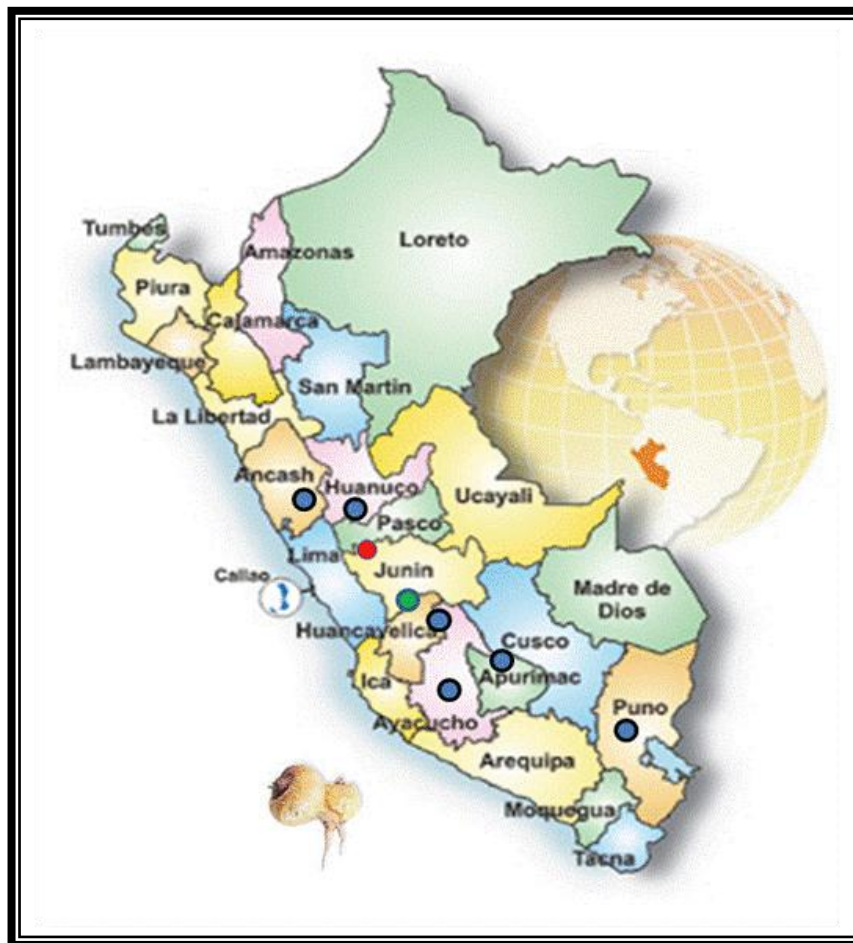 Tumbes
Amazonas
Loreto
Piura
Cajamarca
Lambayeque
San Martin
La Libertad
Ancash
Huanuco
Ucayali
Pasco
Lima
Junin
Callao
Madre de
Dios
Huancavelica
Cusco
Apurimac
Ica
Puno
Ayacucho
Arequipa
Moquegua
Tacna